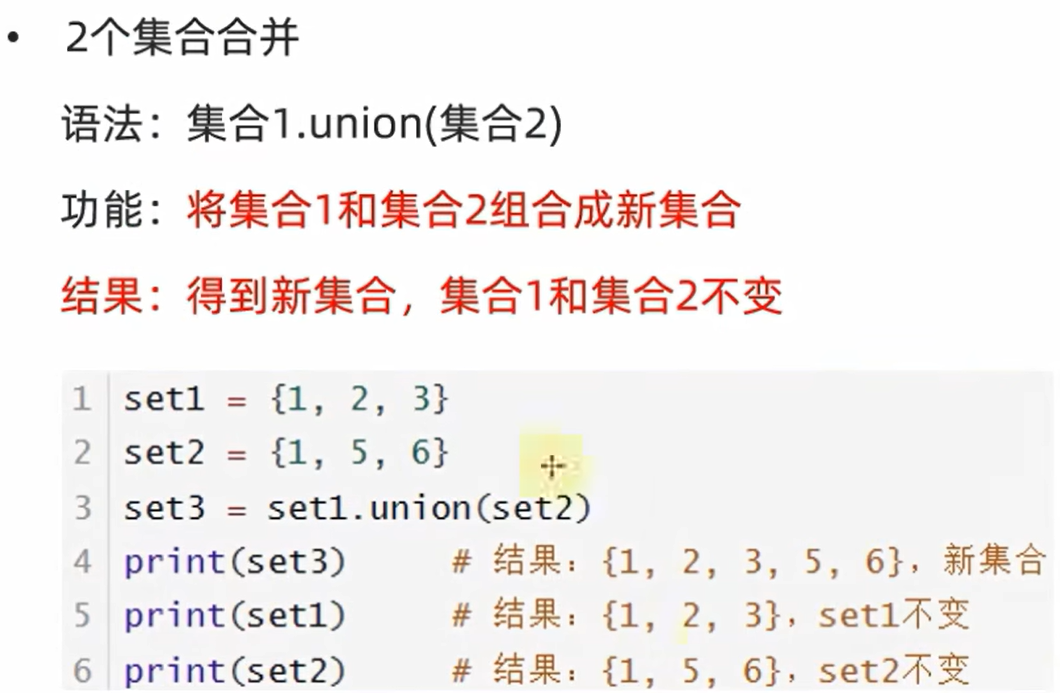 • 2个集合合并
语法：集合1.union(集合2)
功能：将集合1和集合2组合成新集合
结果：得到新集合，集合1和集合2不变
1 set1 = {1, 2, 3}
2 set2 = {1, 5, 6}
3 set3 = set1.union(set2)
4 print(set3) # 结果：{1, 2, 3, 5, 6}，新集合
5 print(set1) # 结果：{1, 2, 3}，set1不变
6 print(set2) # 结果：{1, 5, 6}，set2不变